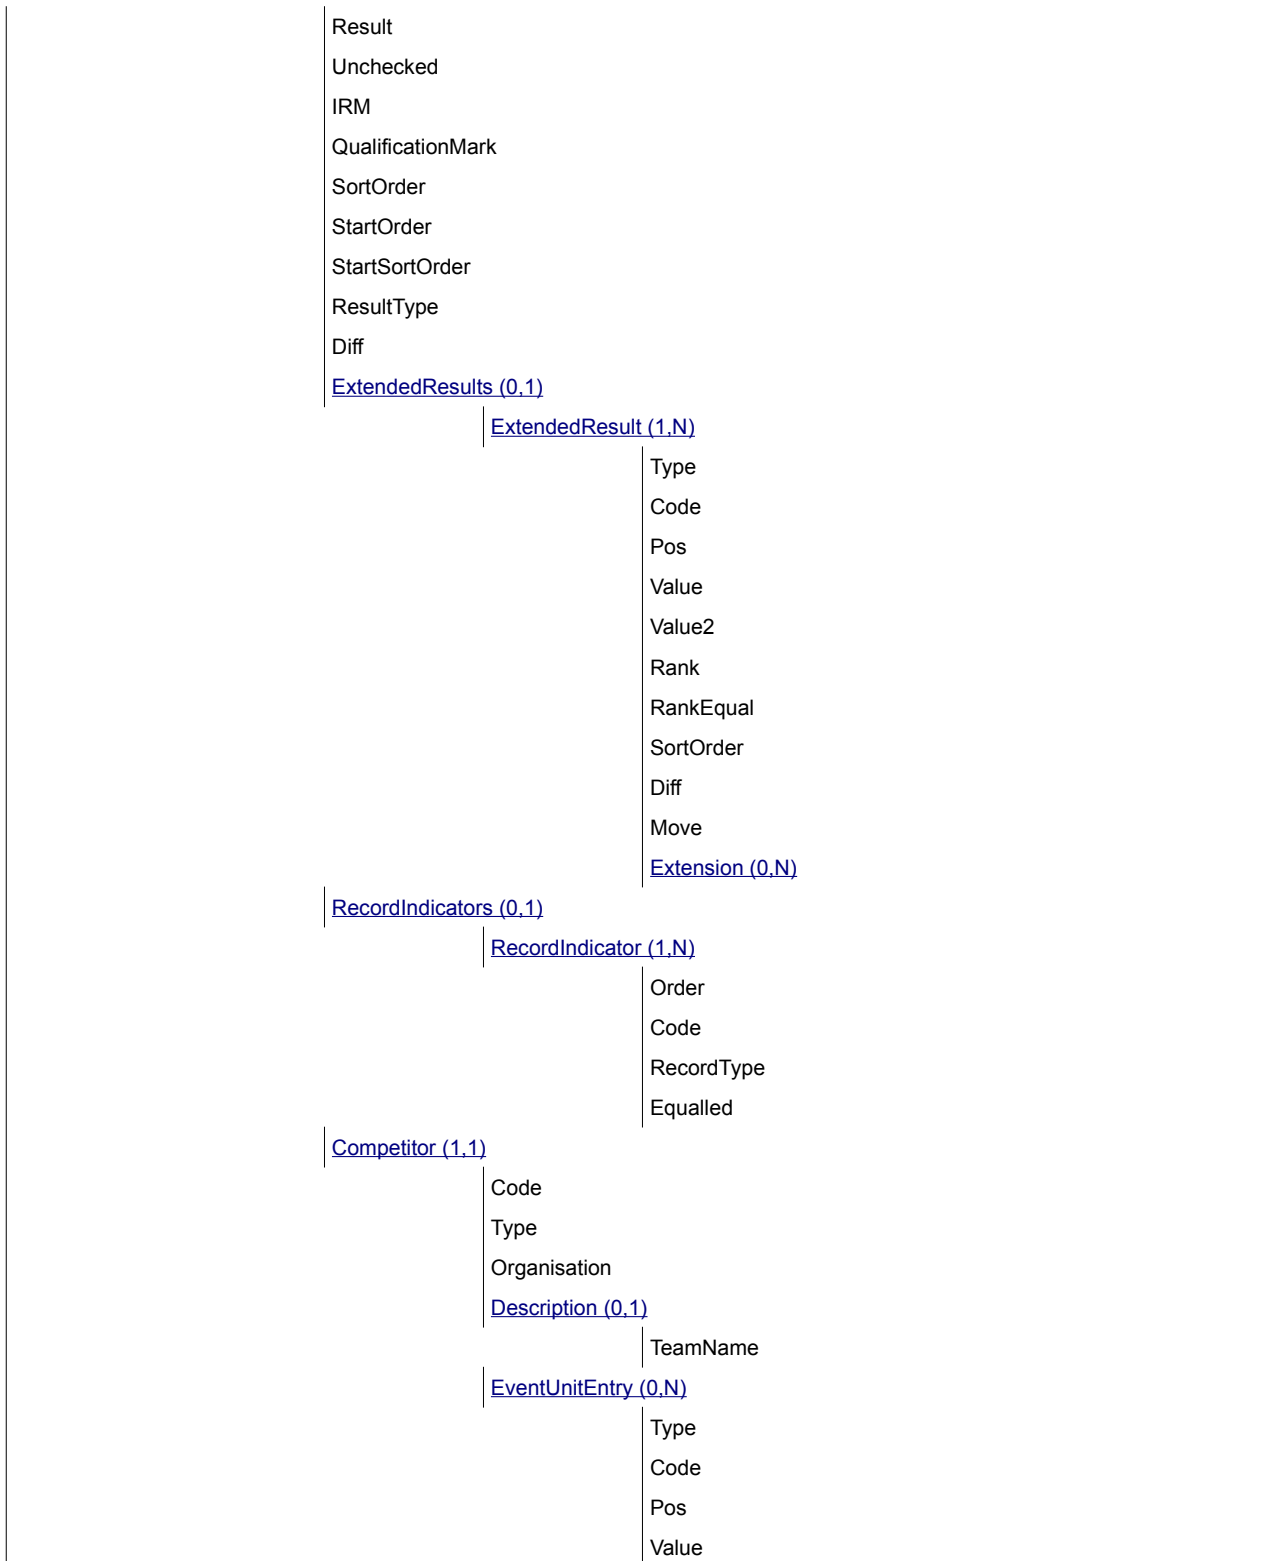 Result
Unchecked
IRM
QualificationMark
SortOrder
StartOrder
StartSortOrder
ResultType
Diff
ExtendedResults (0,1)
ExtendedResult (1,N)
Type
Code
Pos
Value
Value2
Rank
RankEqual
SortOrder
Diff
Move
Extension (0,N)
RecordIndicators (0,1)
RecordIndicator (1,N)
Order
Code
RecordType
Equalled
Competitor (1,1)
Code
Type
Organisation
Description (0,1)
TeamName
EventUnitEntry (0,N)
Type
Code
Pos
Value